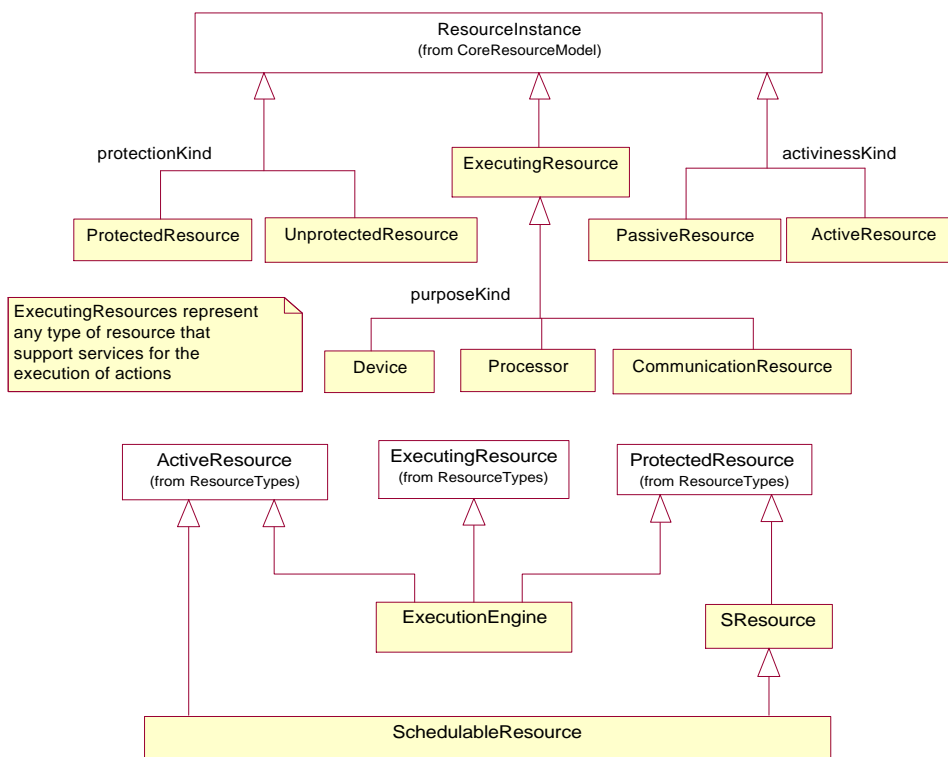 ResourceInstance
(from CoreResourceModel)
protectionKind
ExecutingResource
activinessKind
ProtectedResource
UnprotectedResource
PassiveResource
ActiveResource
ExecutingResources represent
any type of resource that
support services for the
execution of actions
purposeKind
Device
Processor
CommunicationResource
ActiveResource
(from ResourceTypes)
ExecutingResource
(from ResourceTypes)
ProtectedResource
(from ResourceTypes)
ExecutionEngine
SResource
SchedulableResource